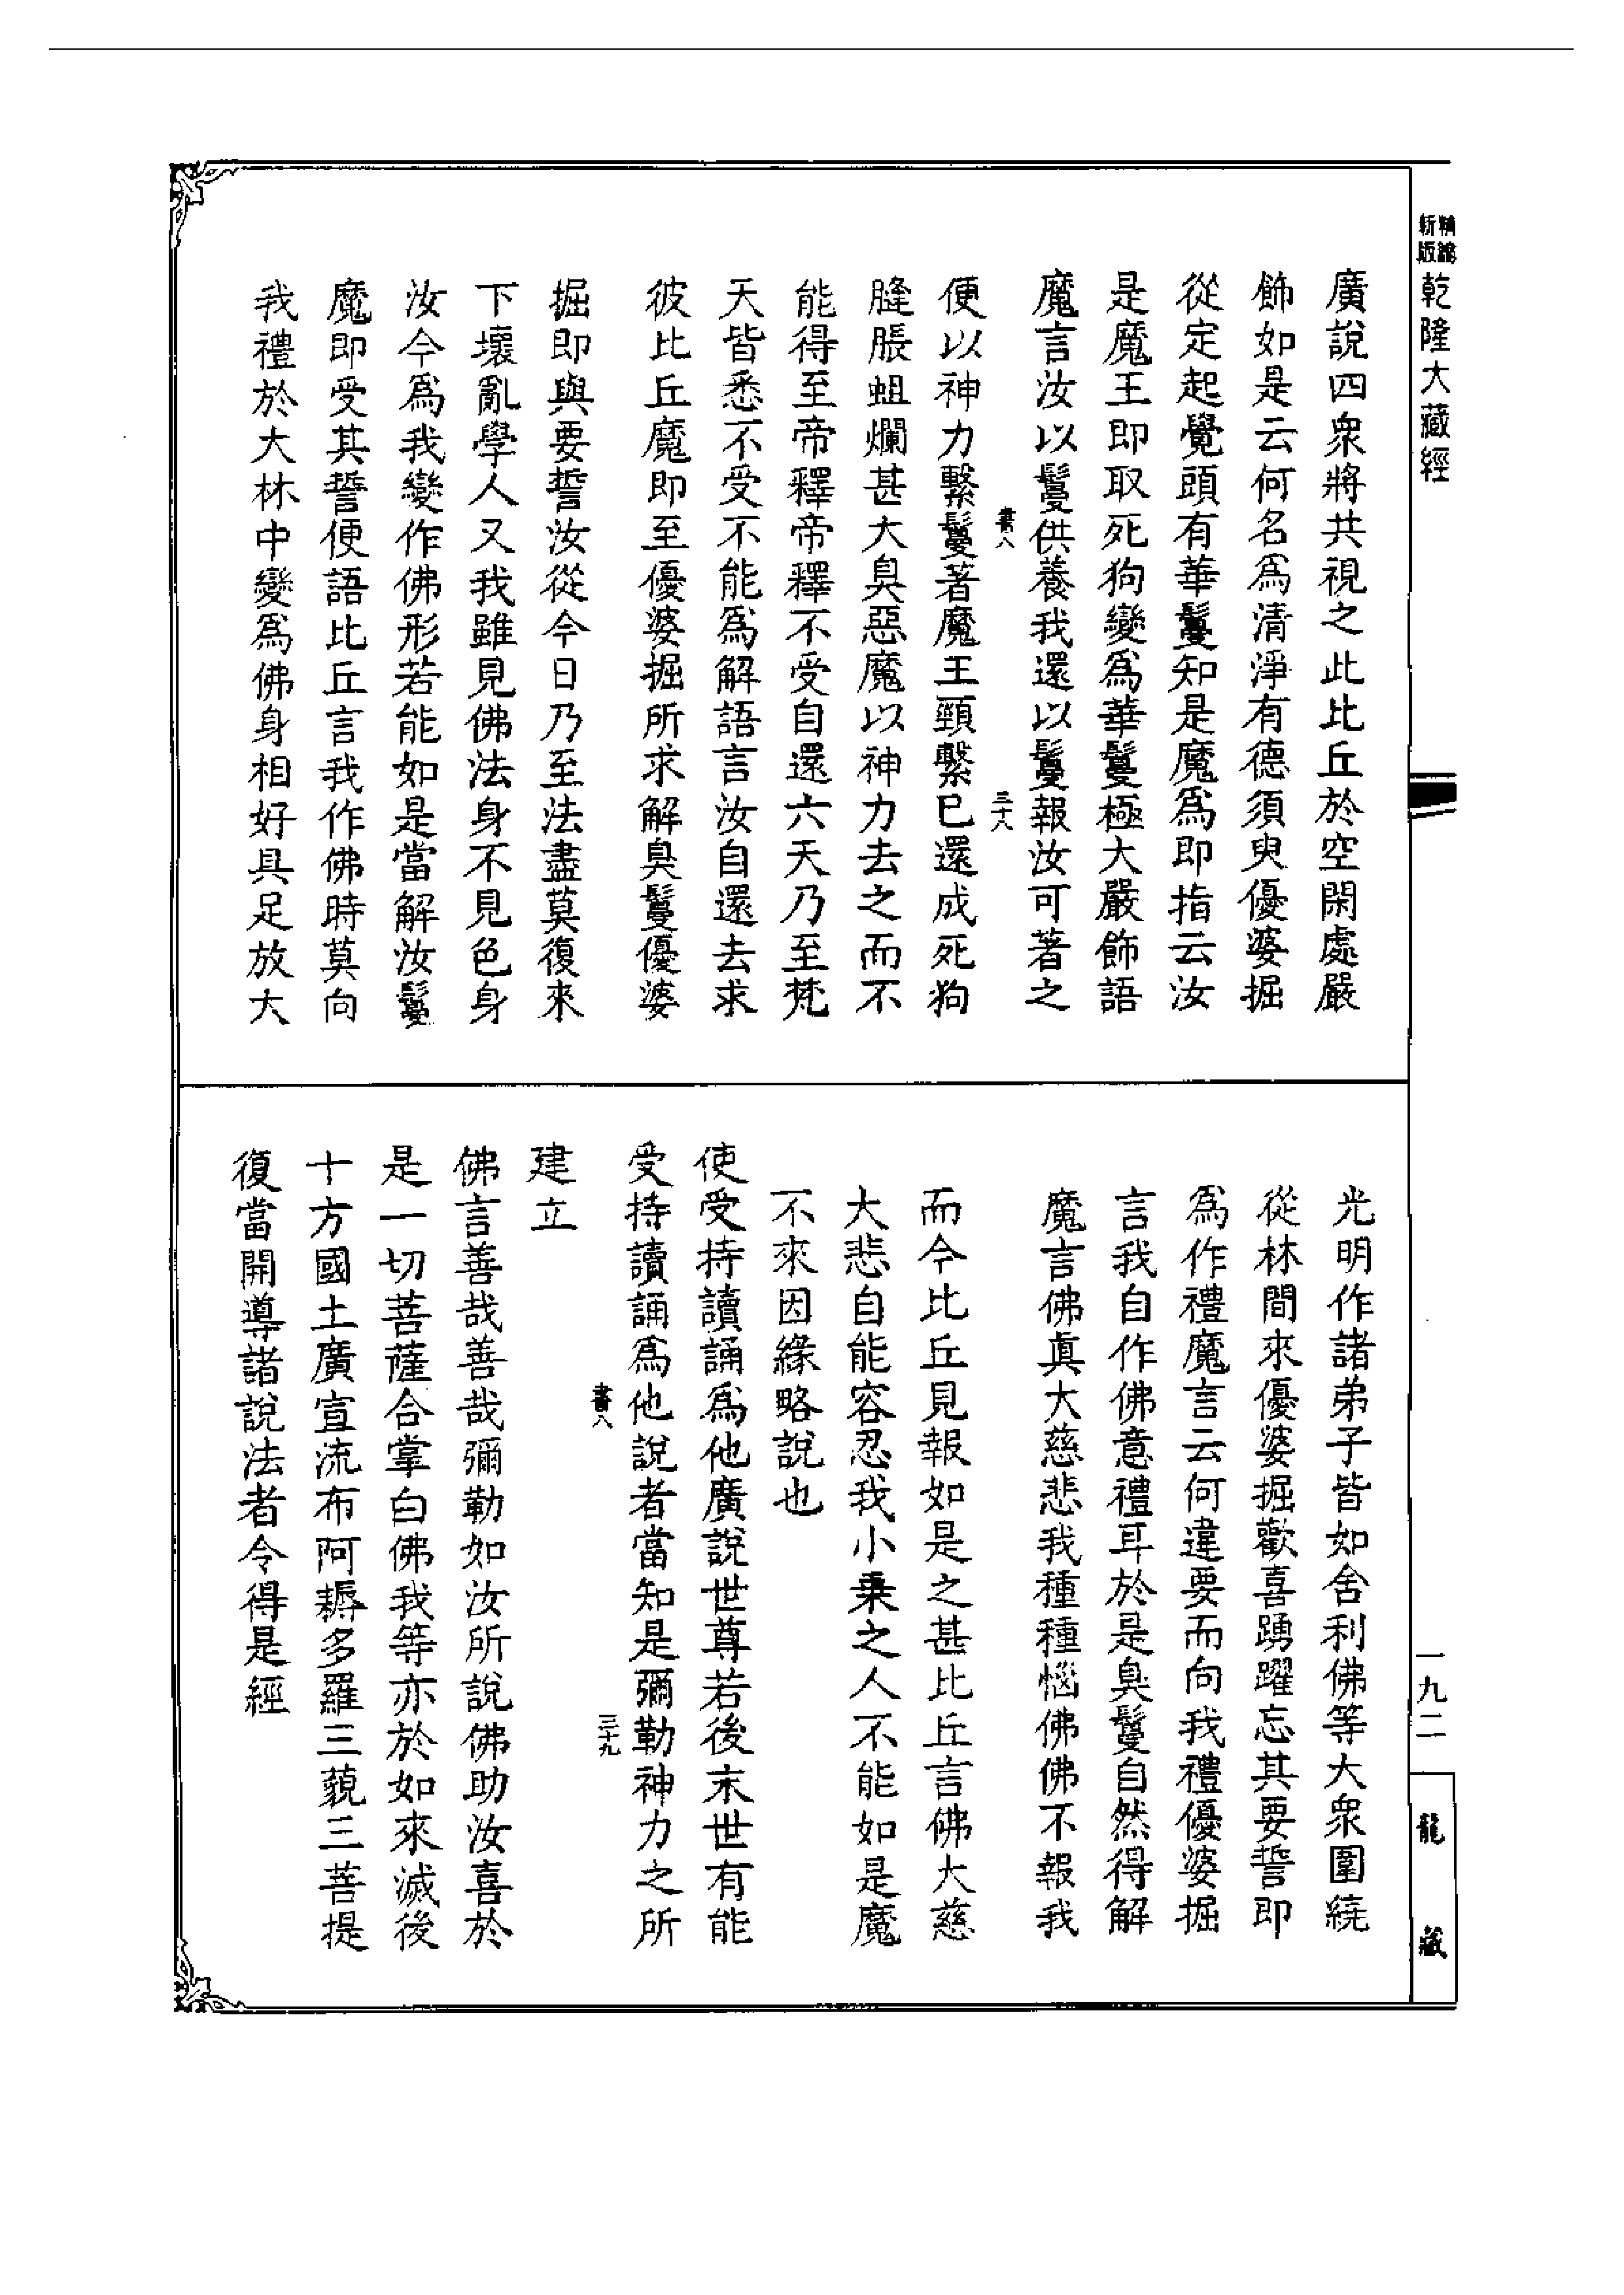 精縮新版
乾隆大藏經
廣說四衆將共視之此比丘於空閑處嚴
飾如是云何名爲清淨有德須臾優婆掘
從定起覺頭有華鬘知是魔爲即指云汝
是魔王即取死狗變爲華鬘極大嚴飾語
魔言汝以鬘供養我還以鬘報汝可著之
書八
三十八
便以神力繫鬘著魔王頸繫已還成死狗
膖脹蛆爛甚大臭惡魔以神力去之而不
能得至帝釋帝釋不受自還六天乃至梵
天皆悉不受不能爲解語言汝自還去求
彼比丘魔即至優婆掘所求解臭鬘優婆
掘即與要誓汝從今日乃至法盡莫復來
下壞亂學人又我雖見佛法身不見色身
汝今爲我變作佛形若能如是當解汝鬘
魔即受其誓便語比丘言我作佛時莫向
我禮於大林中變爲佛身相好具足放大
光明作諸弟子皆如舍利佛等大衆圍繞
從林間來優婆掘歡喜踴躍忘其要誓即
爲作禮魔言云何違要而向我禮優婆掘
言我自作佛意禮耳於是臭鬘自然得解
魔言佛真大慈悲我種種惱佛佛不報我
而今比丘見報如是之甚比丘言佛大慈
大悲自能容忍我小乗之人不能如是魔
不來因緣略說也
使受持讀誦爲他廣說世尊若後末世有能
受持讀誦爲他說者當知是彌勒神力之所
書八
三十九
建立
佛言善哉善哉彌勒如汝所說佛助汝喜於
是一切菩薩合掌白佛我等亦於如來滅後
十方國土廣宣流布阿耨多羅三藐三菩提
復當開導諸說法者令得是經
一九二
龍藏